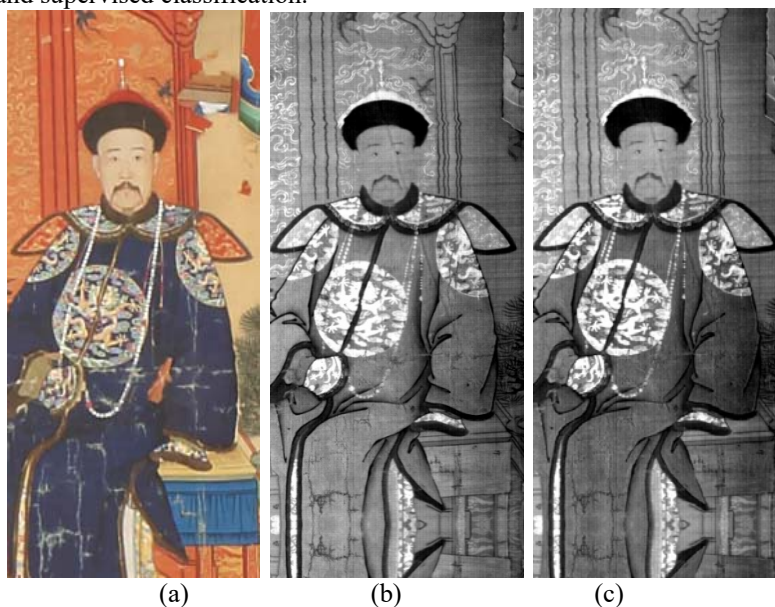 and supervised classification.
(a) (b) (c)